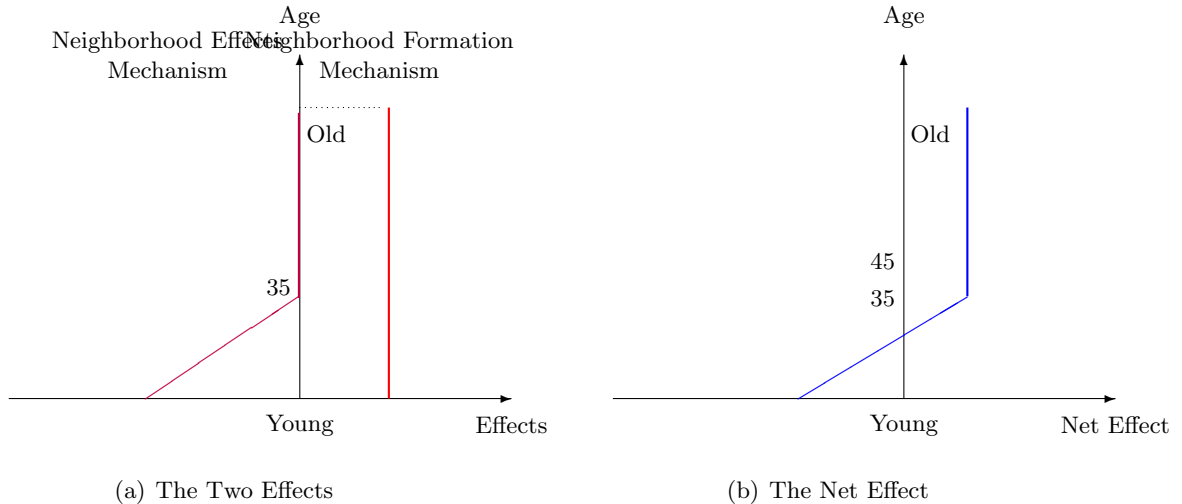 Age
Neighborhood Effects
Mechanism
Neighborhood Formation
Mechanism
Old
35
Young
Effects
(a) The Two Effects
Age
Old
45
35
Young
Net Effect
(b) The Net Effect